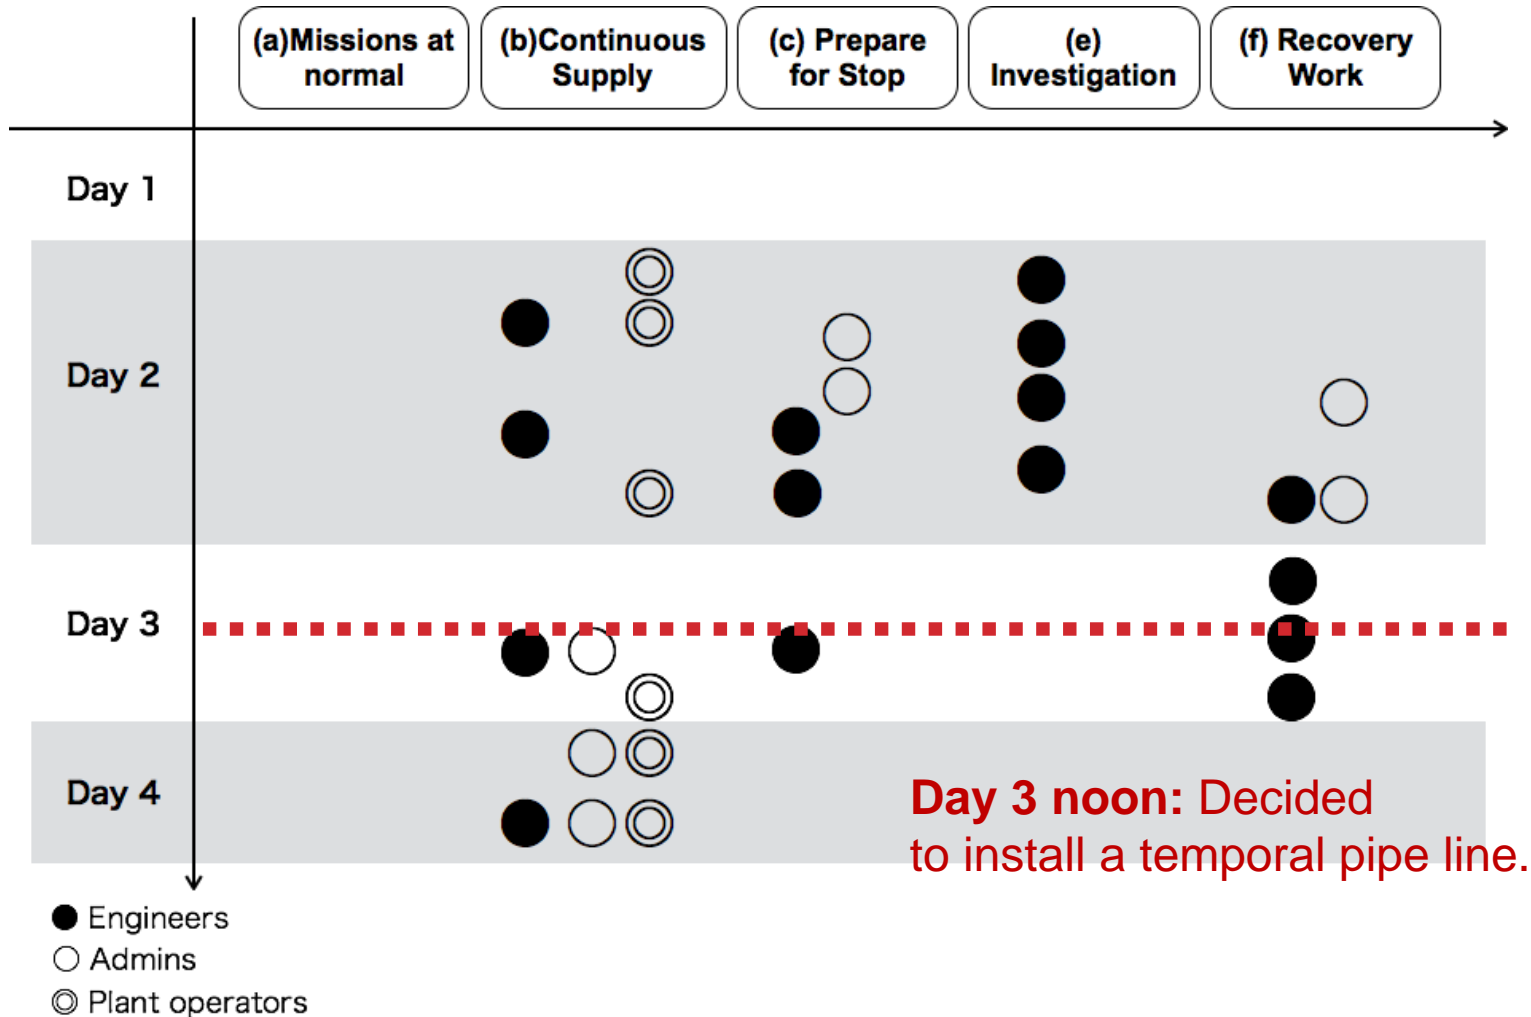 (a)Missions at
normal
(b)Continuous
Supply
(c) Prepare
for Stop
(e)
Investigation
(f) Recovery
Work
Day 1
Day 2
Day 3
Day 4
Day 3 noon: Decided
to install a temporal pipe line.
Engineers
Admins
Plant operators